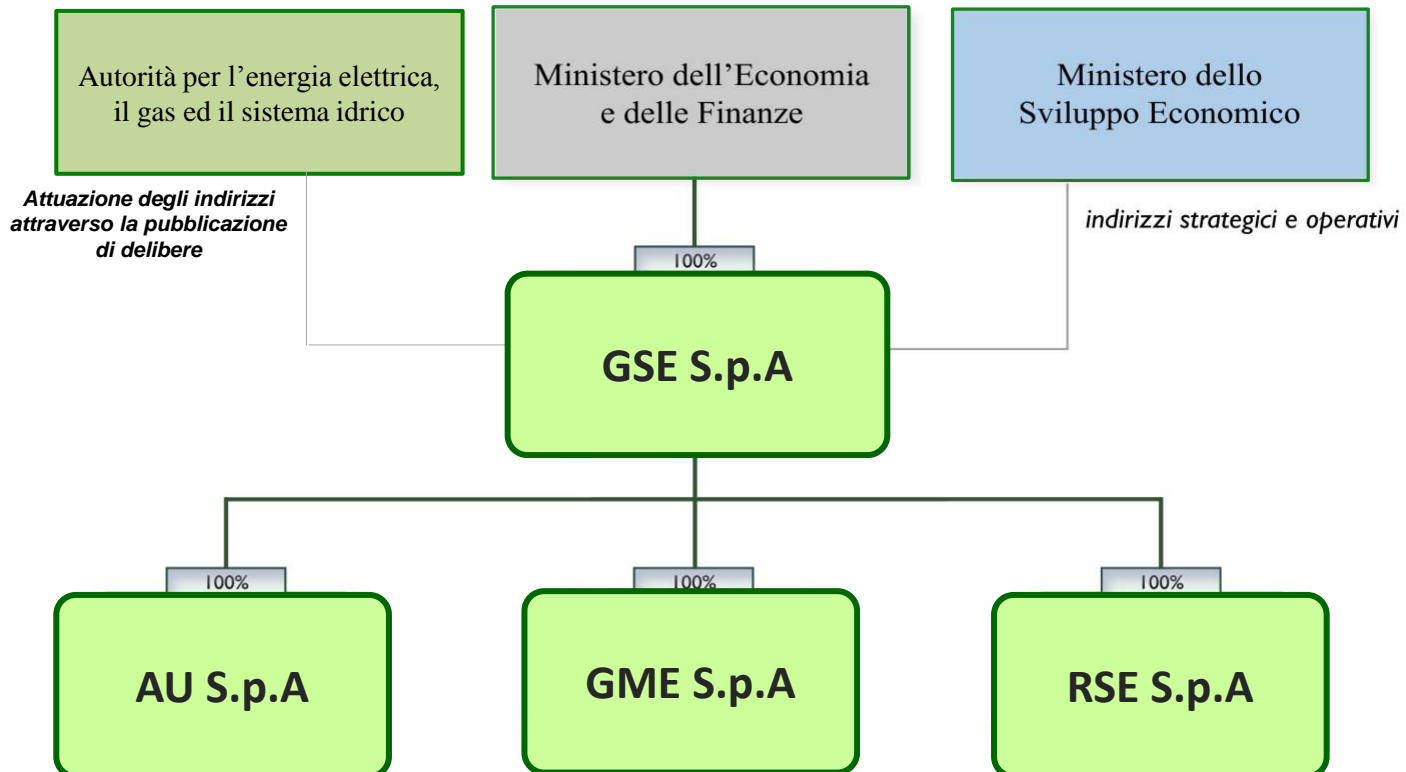 Autorità per l’energia elettrica,
il gas ed il sistema idrico
Ministero dell’Economia
e delle Finanze
Ministero dello
Sviluppo Economico
Attuazione degli indirizzi
attraverso la pubblicazione
di delibere
indirizzi strategici e operativi
100%
GSE S.p.A
100%
100%
100%
AU S.p.A
GME S.p.A
RSE S.p.A